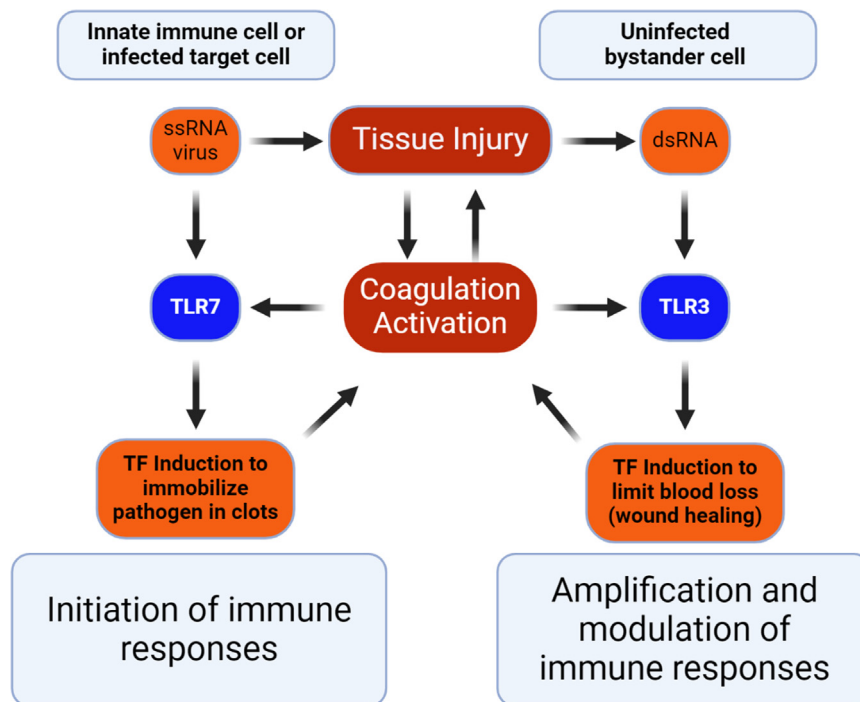 Innate immune cell or
infected target cell
Uninfected
bystander cell
ssRNA
virus
Tissue Injury
dsRNA
TLR7
Coagulation
Activation
TLR3
TF Induction to
immobilize
pathogen in clots
TF Induction to
limit blood loss
(wound healing)
Initiation of immune
responses
Amplification and
modulation of
immune responses